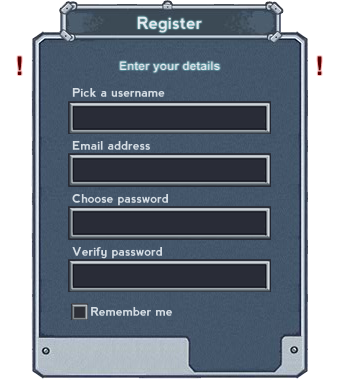 Register
! !
Enter your details
Pick a username
Email address
Choose password
Verify password
Remember me